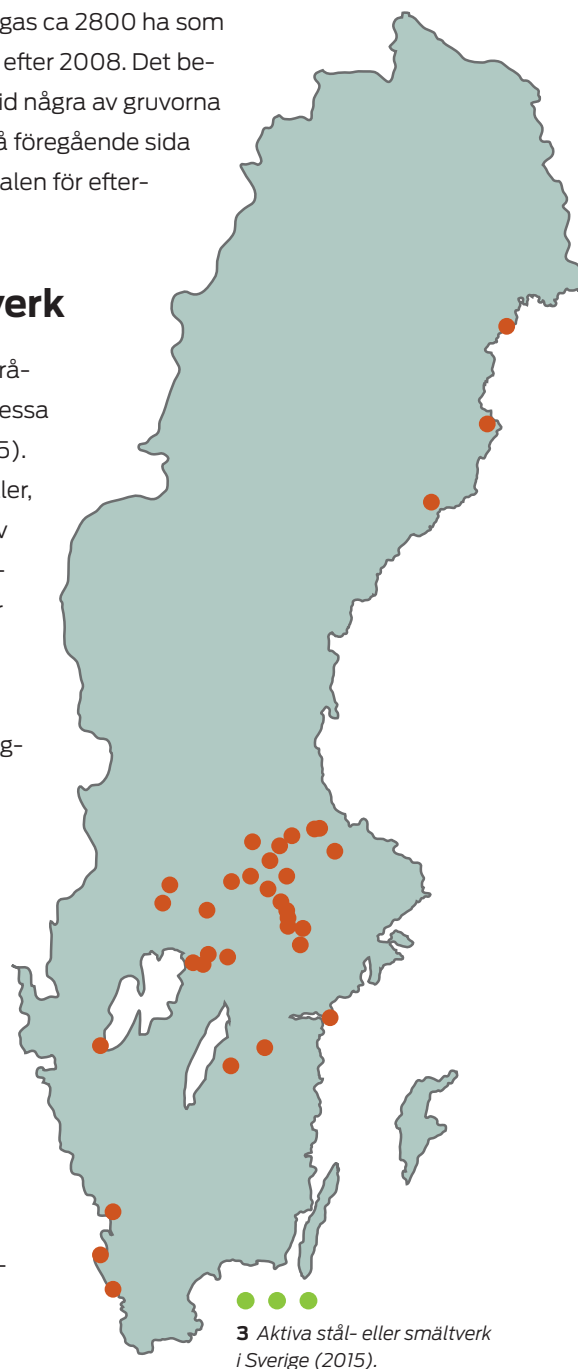 gas ca 2800 ha som
efter 2008. Det be-
id några av gruvorna
å föregående sida
alen för efter-
verk
rå-
essa
5).
ler,
v
-
r
g-
-
3 Aktiva stål- eller smältverk
i Sverige (2015).